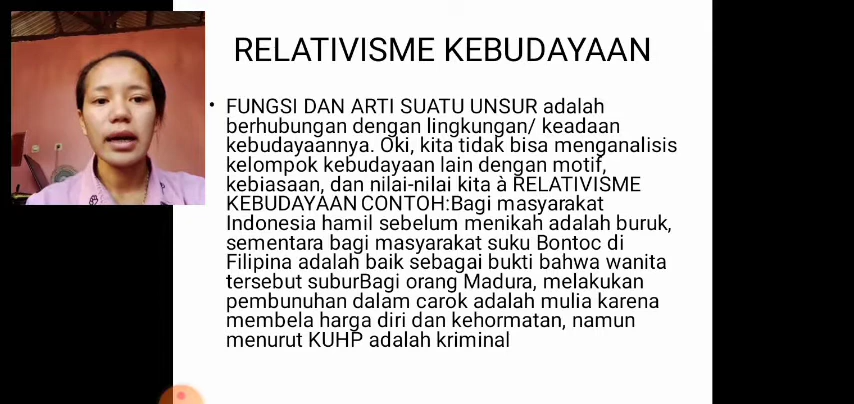 RELATIVISME KEBUDAYAAN
• FUNGSI DAN ARTI SUATU UNSUR adalah
berhubungan dengan lingkungan/ keadaan
kebudayaannya. Oki, kita tidak bisa menganalisis
kelompok kebudayaan lain dengan motif,
kebiasaan, dan nilai-nilai kita à RELATIVISME
KEBUDAYAAN CONTOH:Bagi masyarakat
Indonesia hamil sebelum menikah adalah buruk,
sementara bagi masyarakat suku Bontoc di
Filipina adalah baik sebagai bukti bahwa wanita
tersebut suburBagi orang Madura, melakukan
pembunuhan dalam carok adalah mulia karena
membela harga diri dan kehormatan, namun
menurut KUHP adalah kriminal